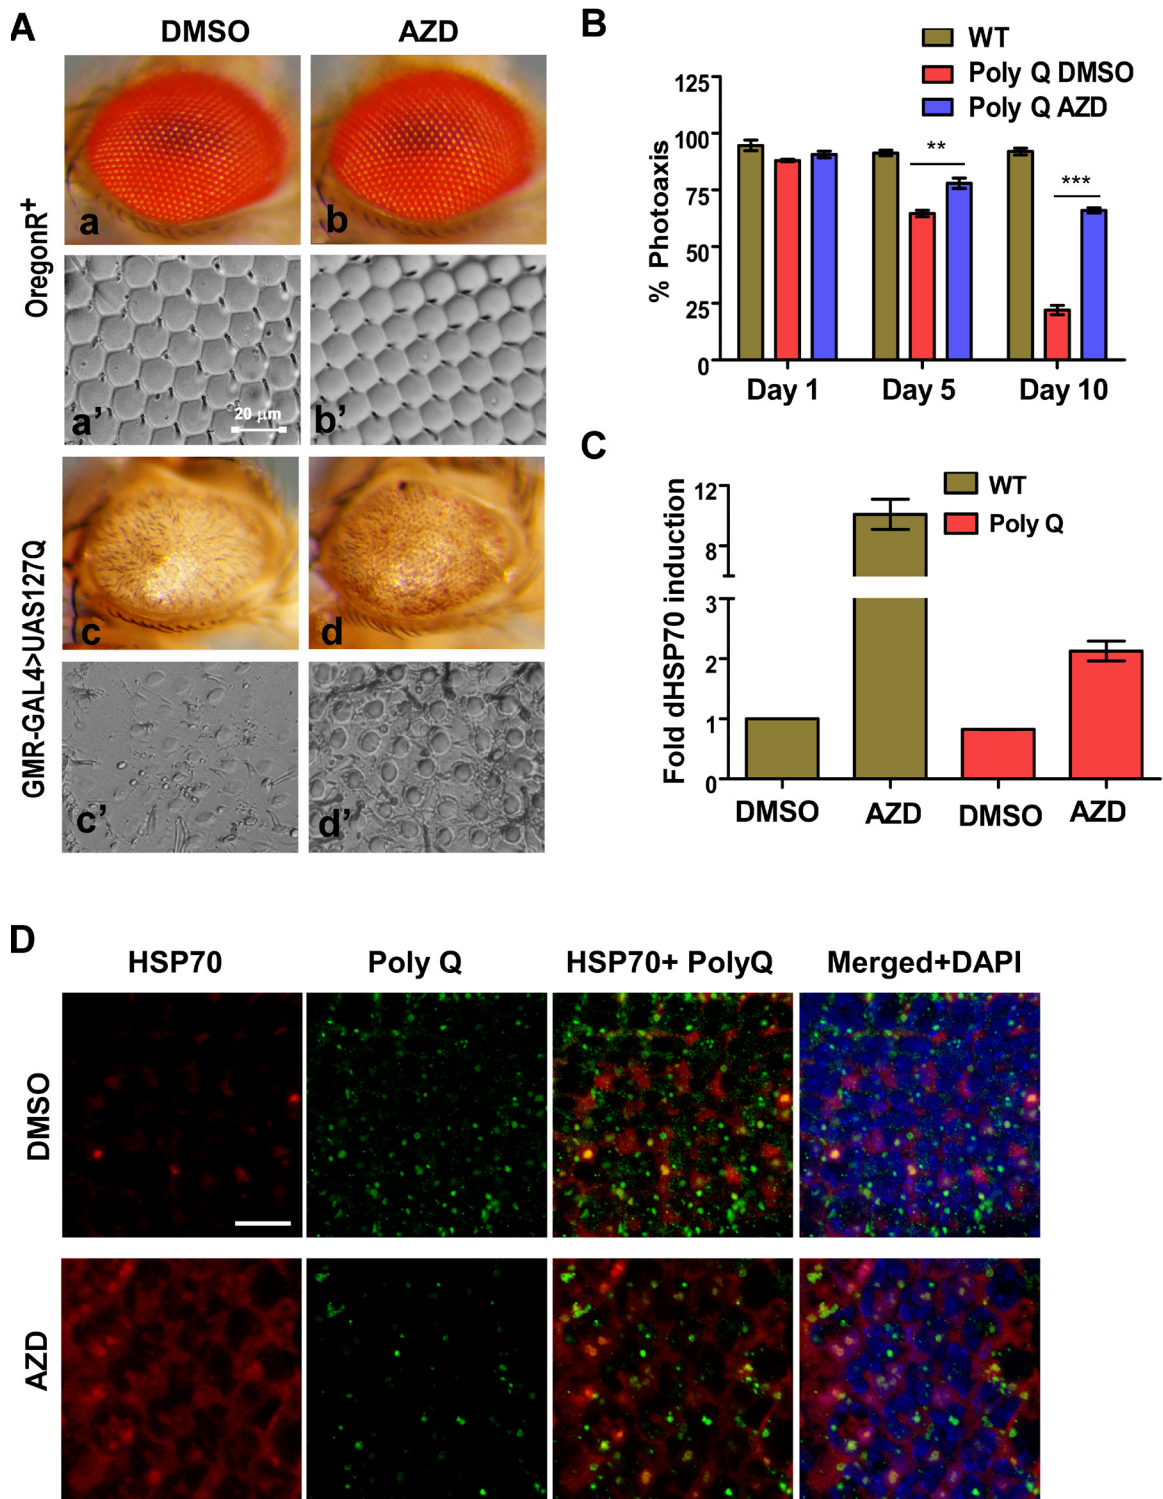 A
DMSO
AZD
OregonR+
a
b
a'
20 µm
b'
GMR-GAL4>UAS127Q
c
d
c'
d'
B
WT
Poly Q DMSO
Poly Q AZD
% Photoaxis
125
100
75
50
25
0
**
***
Day 1
Day 5
Day 10
C
WT
Poly Q
Fold dHSP70 induction
12
8
3
2
1
0
DMSO
AZD
DMSO
AZD
D
HSP70
Poly Q
HSP70+ PolyQ
Merged+DAPI
DMSO
AZD